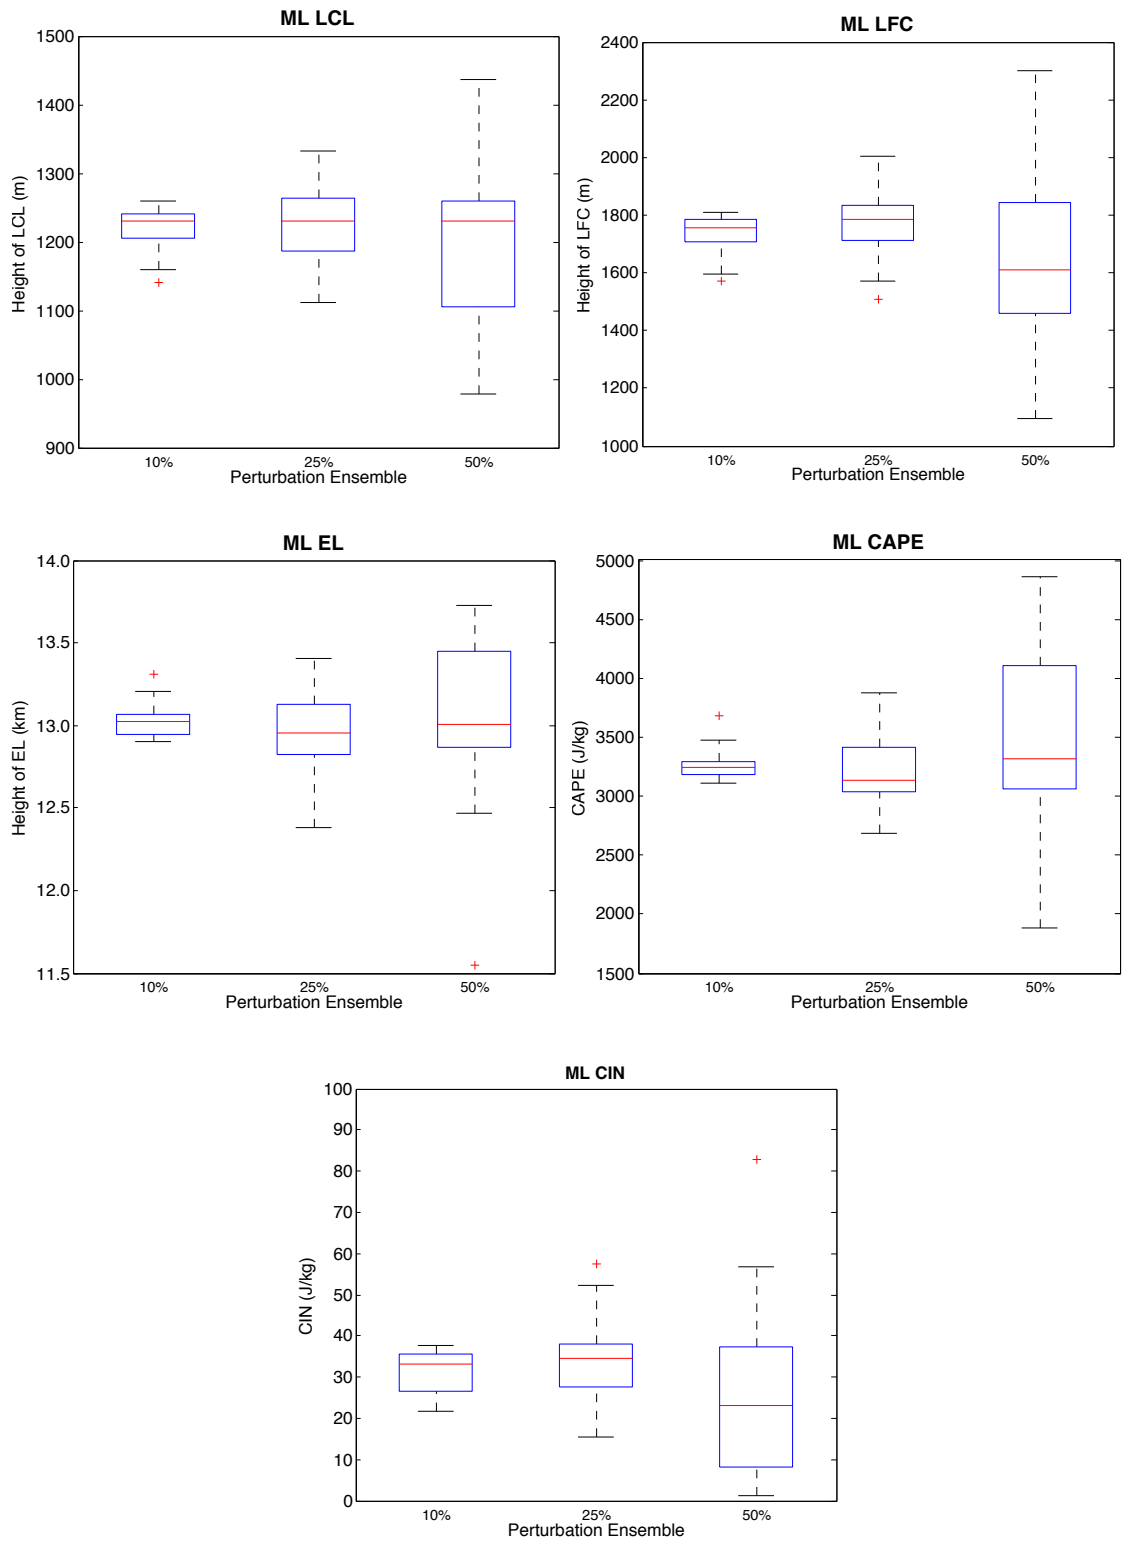 ML LCL
Height of LCL (m)
1500
1400
1300
1200
1100
1000
900
10% 25% 50%
Perturbation Ensemble
ML LFC
Height of LFC (m)
2400
2200
2000
1800
1600
1400
1200
1000
10% 25% 50%
Perturbation Ensemble
ML EL
Height of EL (km)
14.0
13.5
13.0
12.5
12.0
11.5
10% 25% 50%
Perturbation Ensemble
ML CAPE
CAPE (J/kg)
5000
4500
4000
3500
3000
2500
2000
1500
10% 25% 50%
Perturbation Ensemble
ML CIN
CIN (J/kg)
100
90
80
70
60
50
40
30
20
10
0
10% 25% 50%
Perturbation Ensemble